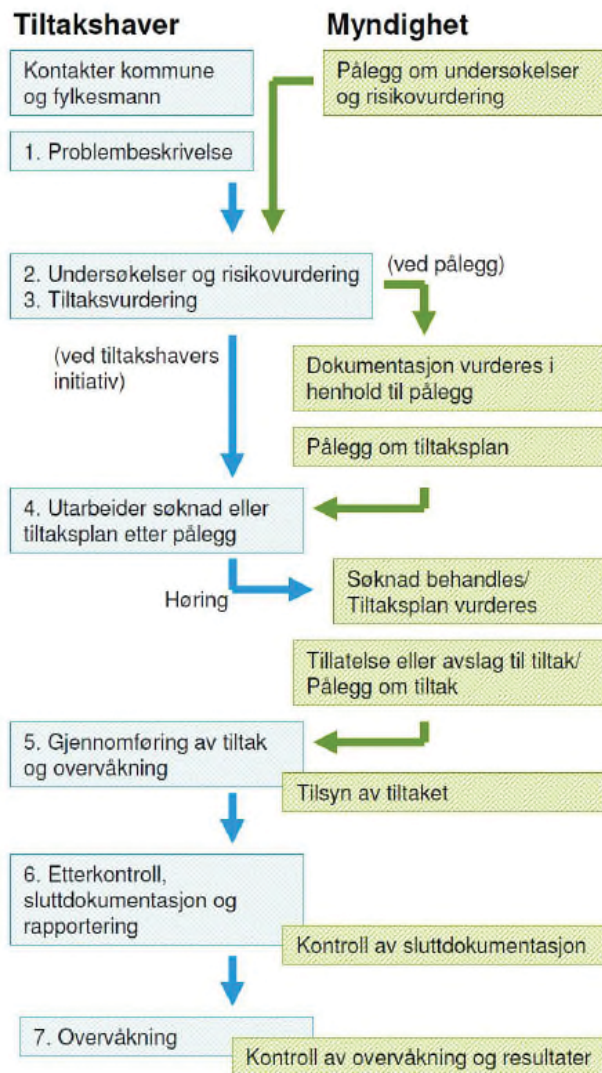 Tiltakshaver
Myndighet
Kontakter kommune
og fylkesmann
Pålegg om undersøkelser
og risikovurdering
1. Problembeskrivelse
2. Undersøkelser og risikovurdering
3. Tiltaksvurdering
(ved pålegg)
(ved tiltakshavers
initiativ)
Dokumentasjon vurderes i
henhold til pålegg
Pålegg om tiltaksplan
4. Utarbeider søknad eller
tiltaksplan etter pålegg
Høring
Søknad behandles/
Tiltaksplan vurderes
Tillatelse eller avslag til tiltak/
Pålegg om tiltak
5. Gjennomføring av tiltak
og overvåkning
Tilsyn av tiltaket
6. Etterkontroll,
sluttdokumentasjon og
rapportering
Kontroll av sluttdokumentasjon
7. Overvåkning
Kontroll av overvåkning og resultater